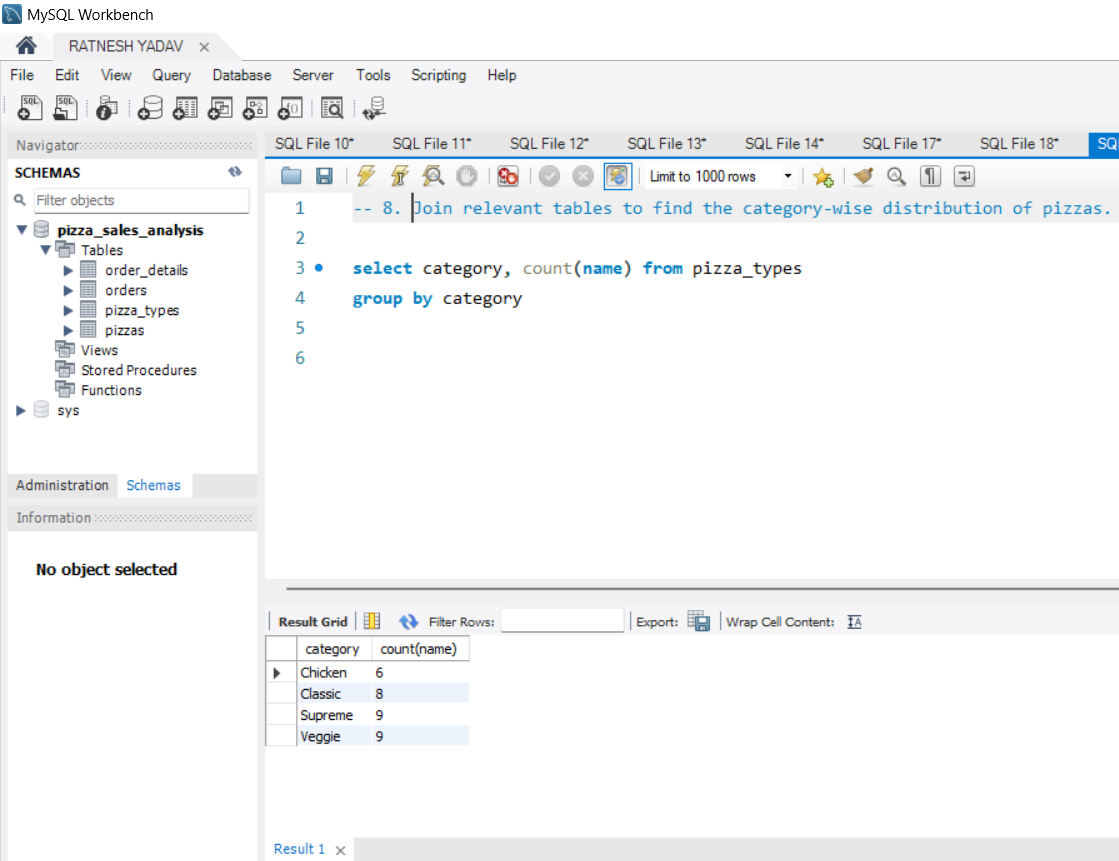 MySQL Workbench
RATNESH YADAV
File Edit View Query Database Server Tools Scripting Help
SQL SQL
Navigator
SCHEMAS
Filter objects
pizza_sales_analysis
Tables
order_details
orders
pizza_types
pizzas
Views
Stored Procedures
Functions
sys
Administration Schemas
Information
No object selected
SQL File 10* SQL File 11* SQL File 12* SQL File 13* SQL File 14* SQL File 17* SQL File 18* SQ
Limit to 1000 rows
1 -- 8. Join relevant tables to find the category-wise distribution of pizzas.
2
3 select category, count(name) from pizza_types
4 group by category
5
6
Result Grid Filter Rows: Export: Wrap Cell Content:
category count(name)
Chicken 6
Classic 8
Supreme 9
Veggie 9
Result 1